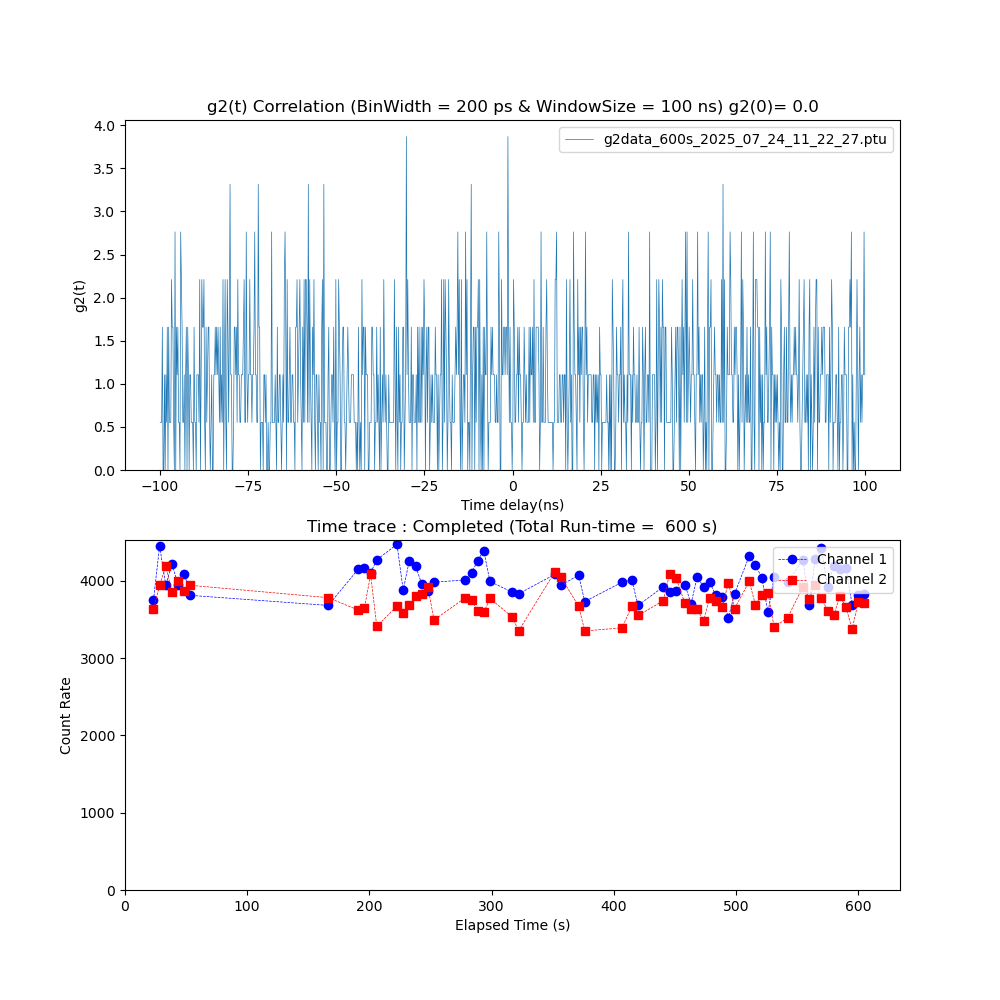 g2(t) Correlation (BinWidth = 200 ps & WindowSize = 100 ns) g2(0)= 0.0
g2data_600s_2025_07_24_11_22_27.ptu
4.0
3.5
3.0
2.5
2.0
1.5
1.0
0.5
0.0
g2(t)
−100 −75 −50 −25 0 25 50 75 100
Time delay(ns)
Time trace : Completed (Total Run-time =  600 s)
Channel 1
Channel 2
4000
3000
2000
1000
0
Count Rate
0 100 200 300 400 500 600
Elapsed Time (s)